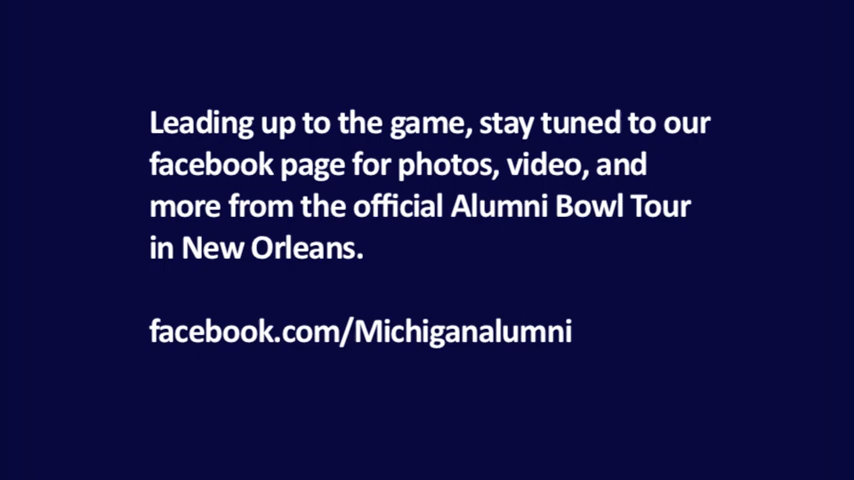 Leading up to the game, stay tuned to our
facebook page for photos, video, and
more from the official Alumni Bowl Tour
in New Orleans.
facebook.com/Michiganalumni